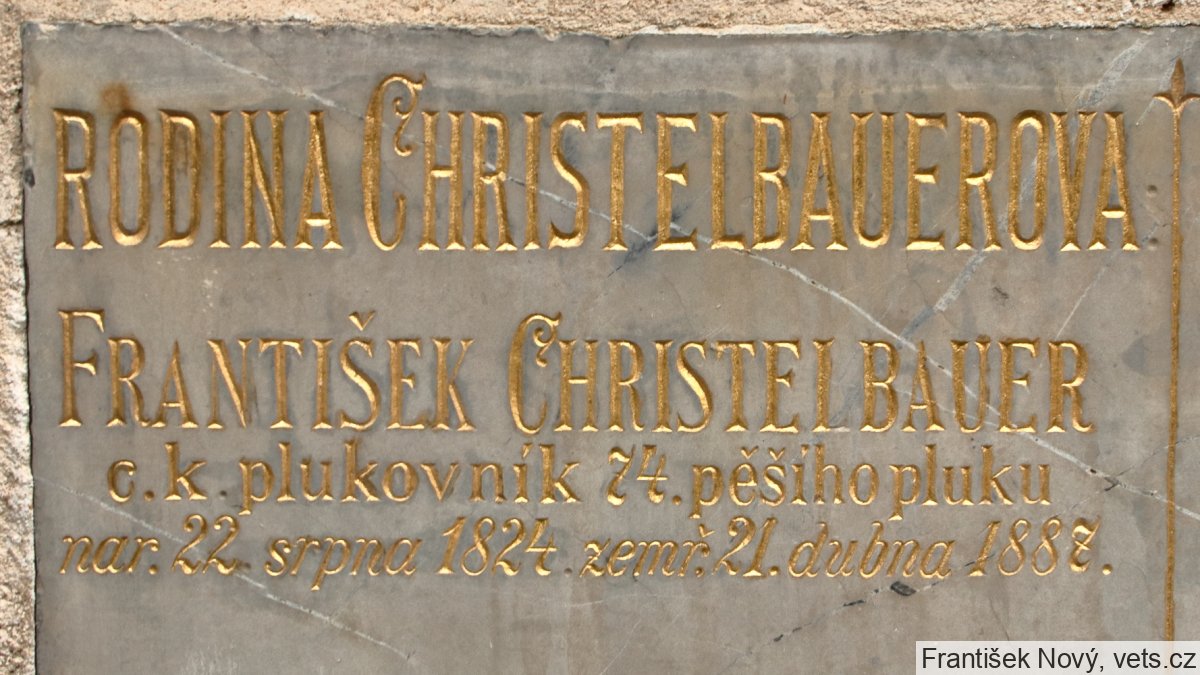 RODINA CHRISTELBAUEROVA
FRANTIŠEK CHRISTELBAUER
c. k. plukovník 74. pěšího pluku
nar. 22. srpna 1824. zemř. 21. dubna 1887.
František Nový, vets.cz